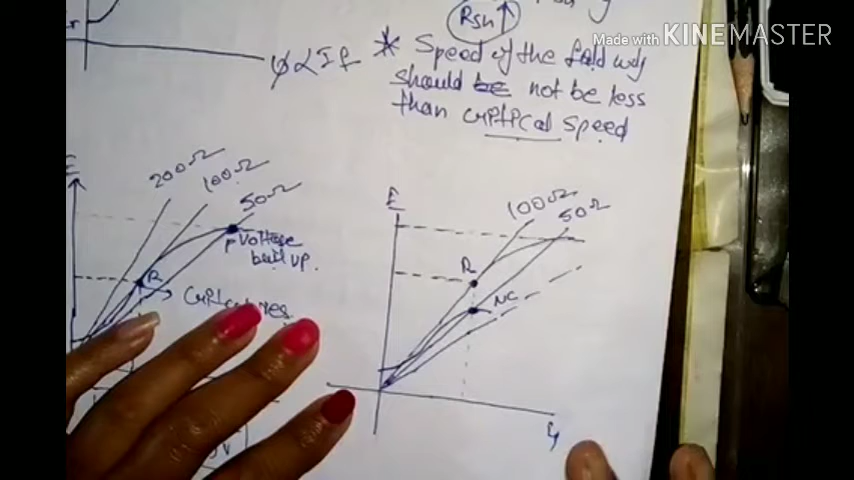 Made with KINEMASTER
Rsh↑
φ ∝ If
* Speed of the field wdg
should be not be less
than critical speed
E
200Ω
100Ω
50Ω
P Voltage
built up.
R
Critical res
E
100Ω
50Ω
R
NC
If